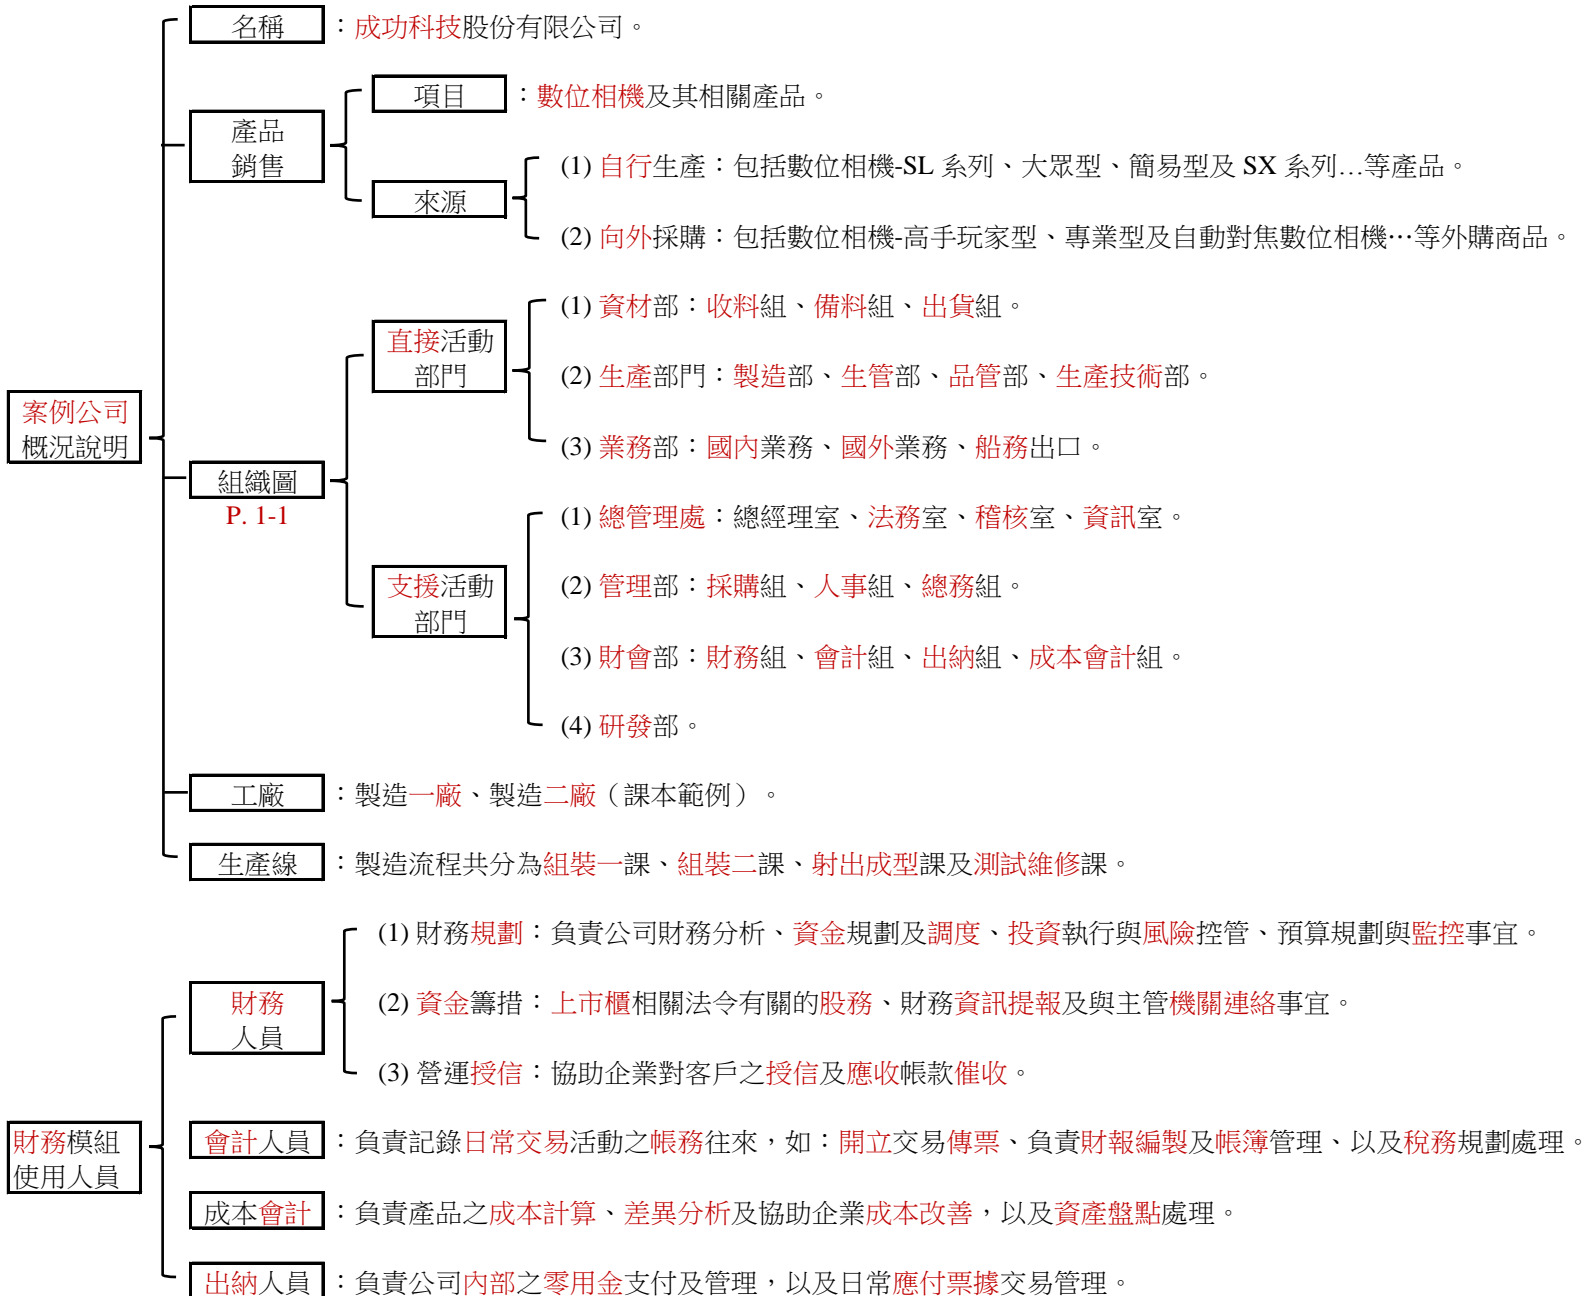 名稱：成功科技股份有限公司。
產品
銷售
項目：數位相機及其相關產品。
來源
(1) 自行生產：包括數位相機-SL 系列、大眾型、簡易型及 SX 系列…等產品。
(2) 向外採購：包括數位相機-高手玩家型、專業型及自動對焦數位相機…等外購商品。
案例公司
概況說明
組織圖
P. 1-1
直接活動
部門
(1) 資材部：收料組、備料組、出貨組。
(2) 生產部門：製造部、生管部、品管部、生產技術部。
(3) 業務部：國內業務、國外業務、船務出口。
支援活動
部門
(1) 總管理處：總經理室、法務室、稽核室、資訊室。
(2) 管理部：採購組、人事組、總務組。
(3) 財會部：財務組、會計組、出納組、成本會計組。
(4) 研發部。
工廠：製造一廠、製造二廠（課本範例）。
生產線：製造流程共分為組裝一課、組裝二課、射出成型課及測試維修課。
財務模組
使用人員
財務
人員
(1) 財務規劃：負責公司財務分析、資金規劃及調度、投資執行與風險控管、預算規劃與監控事宜。
(2) 資金籌措：上市櫃相關法令有關的股務、財務資訊提報及與主管機關連絡事宜。
(3) 營運授信：協助企業對客戶之授信及應收帳款催收。
會計人員：負責記錄日常交易活動之帳務往來，如：開立交易傳票、負責財報編製及帳簿管理、以及稅務規劃處理。
成本會計：負責產品之成本計算、差異分析及協助企業成本改善，以及資產盤點處理。
出納人員：負責公司內部之零用金支付及管理，以及日常應付票據交易管理。